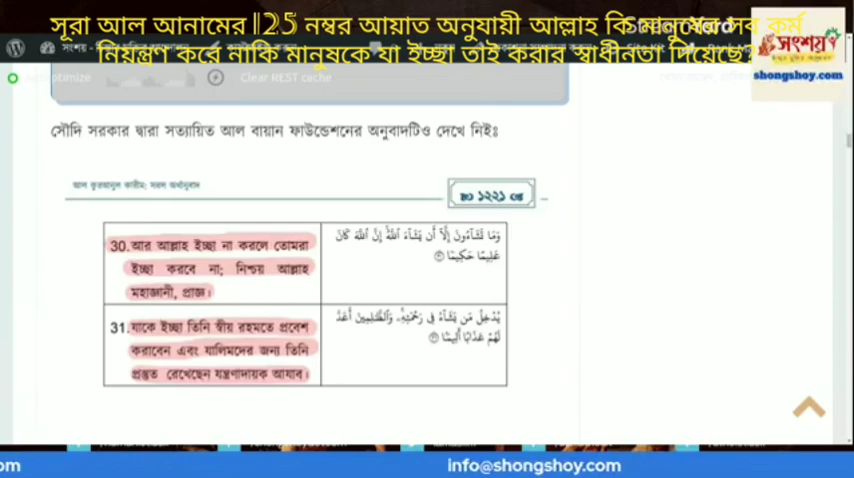 সূরা আল আনামের 125 নম্বর আয়াত অনুযায়ী আল্লাহ কি মানুষের সব কর্ম
নিয়ন্ত্রণ করে নাকি মানুষকে যা ইচ্ছা তাই করার স্বাধীনতা দিয়েছে?
সংশয়
shongshoy.com
Clear REST cache
সৌদি সরকার দ্বারা সত্যায়িত আল বায়ান ফাউন্ডেশনের অনুবাদটিও দেখে নিইঃ
আল কুরআনুল কারীম: সরল অর্থানুবাদ
১২২১
30. আর আল্লাহ ইচ্ছা না করলে তোমরা
ইচ্ছা করবে না; নিশ্চয় আল্লাহ
মহাজ্ঞানী, প্রাজ্ঞ।
وَمَا تَشَآءُونَ إِلَّآ أَن يَشَآءَ ٱللَّهُۚ إِنَّ ٱللَّهَ كَانَ
عَلِيمًا حَكِيمًا
31. যাকে ইচ্ছা তিনি স্বীয় রহমতে প্রবেশ
করাবেন এবং যালিমদের জন্য তিনি
প্রস্তুত রেখেছেন যন্ত্রণাদায়ক আযাব।
يُدْخِلُ مَن يَشَآءُ فِى رَحْمَتِهِۦۚ وَٱلظَّٰلِمِينَ أَعَدَّ
لَهُمْ عَذَابًا أَلِيمًۢا
om
info@shongshoy.com